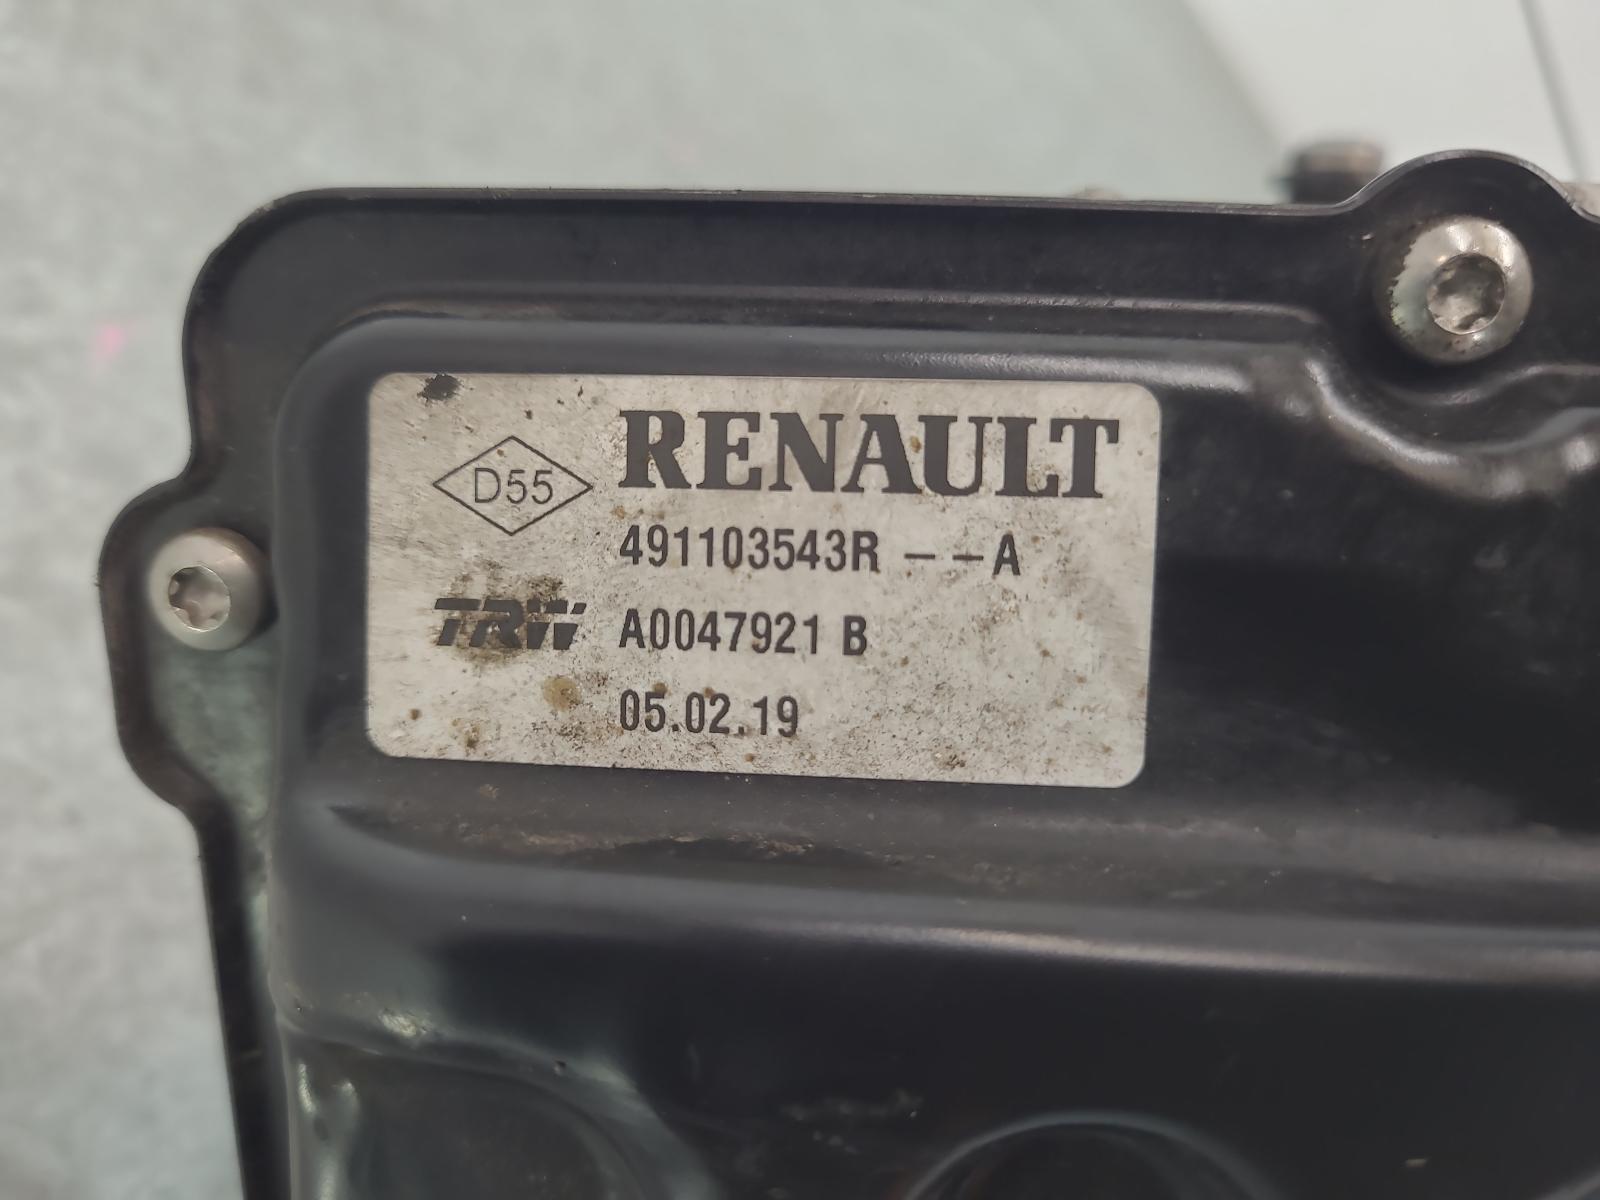 RENAULT
D55
491103543R --A
TRW A0047921 B
05.02.19